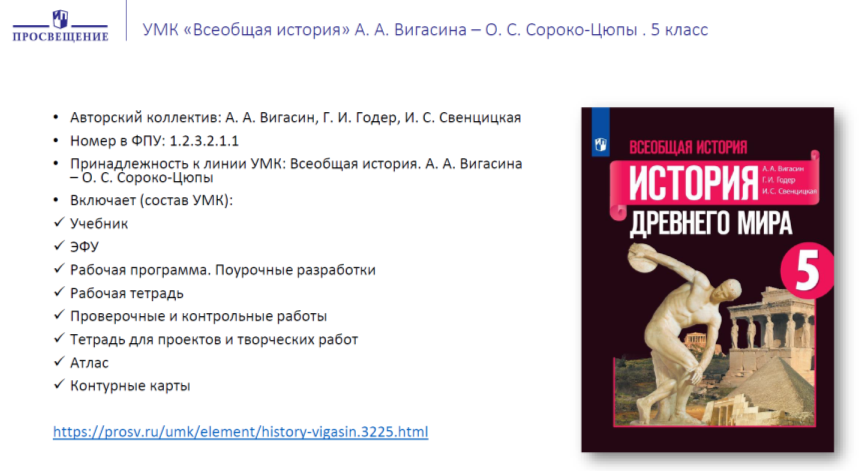 ПРОСВЕЩЕНИЕ
УМК «Всеобщая история» А. А. Вигасина – О. С. Сороко-Цюпы . 5 класс
• Авторский коллектив: А. А. Вигасин, Г. И. Годер, И. С. Свенцицкая
• Номер в ФПУ: 1.2.3.2.1.1
• Принадлежность к линии УМК: Всеобщая история. А. А. Вигасина
– О. С. Сороко-Цюпы
• Включает (состав УМК):
✓ Учебник
✓ ЭФУ
✓ Рабочая программа. Поурочные разработки
✓ Рабочая тетрадь
✓ Проверочные и контрольные работы
✓ Тетрадь для проектов и творческих работ
✓ Атлас
✓ Контурные карты
https://prosv.ru/umk/element/history-vigasin.3225.html
ВСЕОБЩАЯ ИСТОРИЯ
А. А. Вигасин
Г. И. Годер
И. С. Свенцицкая
ИСТОРИЯ
ДРЕВНЕГО МИРА
5